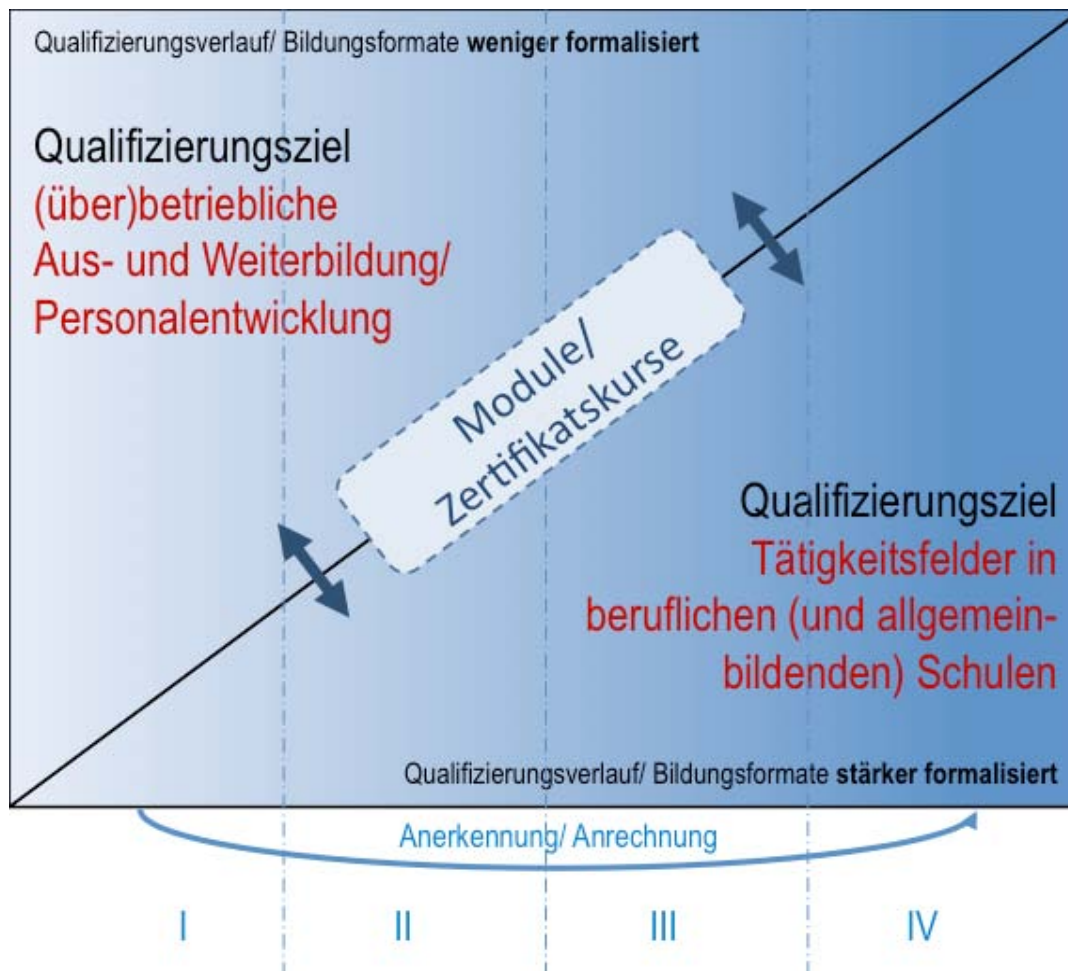 Qualifizierungsverlauf/ Bildungsformate weniger formalisiert
Qualifizierungsziel
(über)betriebliche
Aus- und Weiterbildung/
Personalentwicklung
Module/
Zertifikatskurse
Qualifizierungsziel
Tätigkeitsfelder in
beruflichen (und allgemein-
bildenden) Schulen
Qualifizierungsverlauf/ Bildungsformate stärker formalisiert
Anerkennung/ Anrechnung
I II III IV